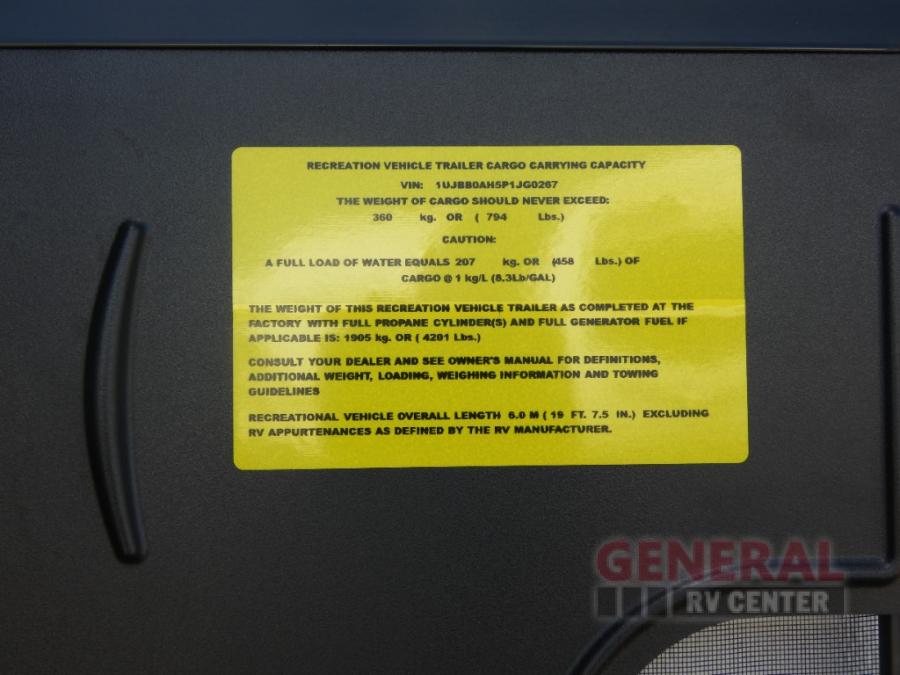 RECREATION VEHICLE TRAILER CARGO CARRYING CAPACITY
VIN: 1UJBB0AH5P1JG0267
THE WEIGHT OF CARGO SHOULD NEVER EXCEED:
360 kg. OR ( 794 Lbs.)
CAUTION:
A FULL LOAD OF WATER EQUALS 207 kg. OR (458 Lbs.) OF
CARGO @ 1 kg/L (8.3Lb/GAL)
THE WEIGHT OF THIS RECREATION VEHICLE TRAILER AS COMPLETED AT THE
FACTORY WITH FULL PROPANE CYLINDER(S) AND FULL GENERATOR FUEL IF
APPLICABLE IS: 1905 kg. OR ( 4201 Lbs.)
CONSULT YOUR DEALER AND SEE OWNER'S MANUAL FOR DEFINITIONS,
ADDITIONAL WEIGHT, LOADING, WEIGHING INFORMATION AND TOWING
GUIDELINES
RECREATIONAL VEHICLE OVERALL LENGTH 6.0 M ( 19 FT. 7.5 IN.) EXCLUDING
RV APPURTENANCES AS DEFINED BY THE RV MANUFACTURER.
GENERAL
RV CENTER